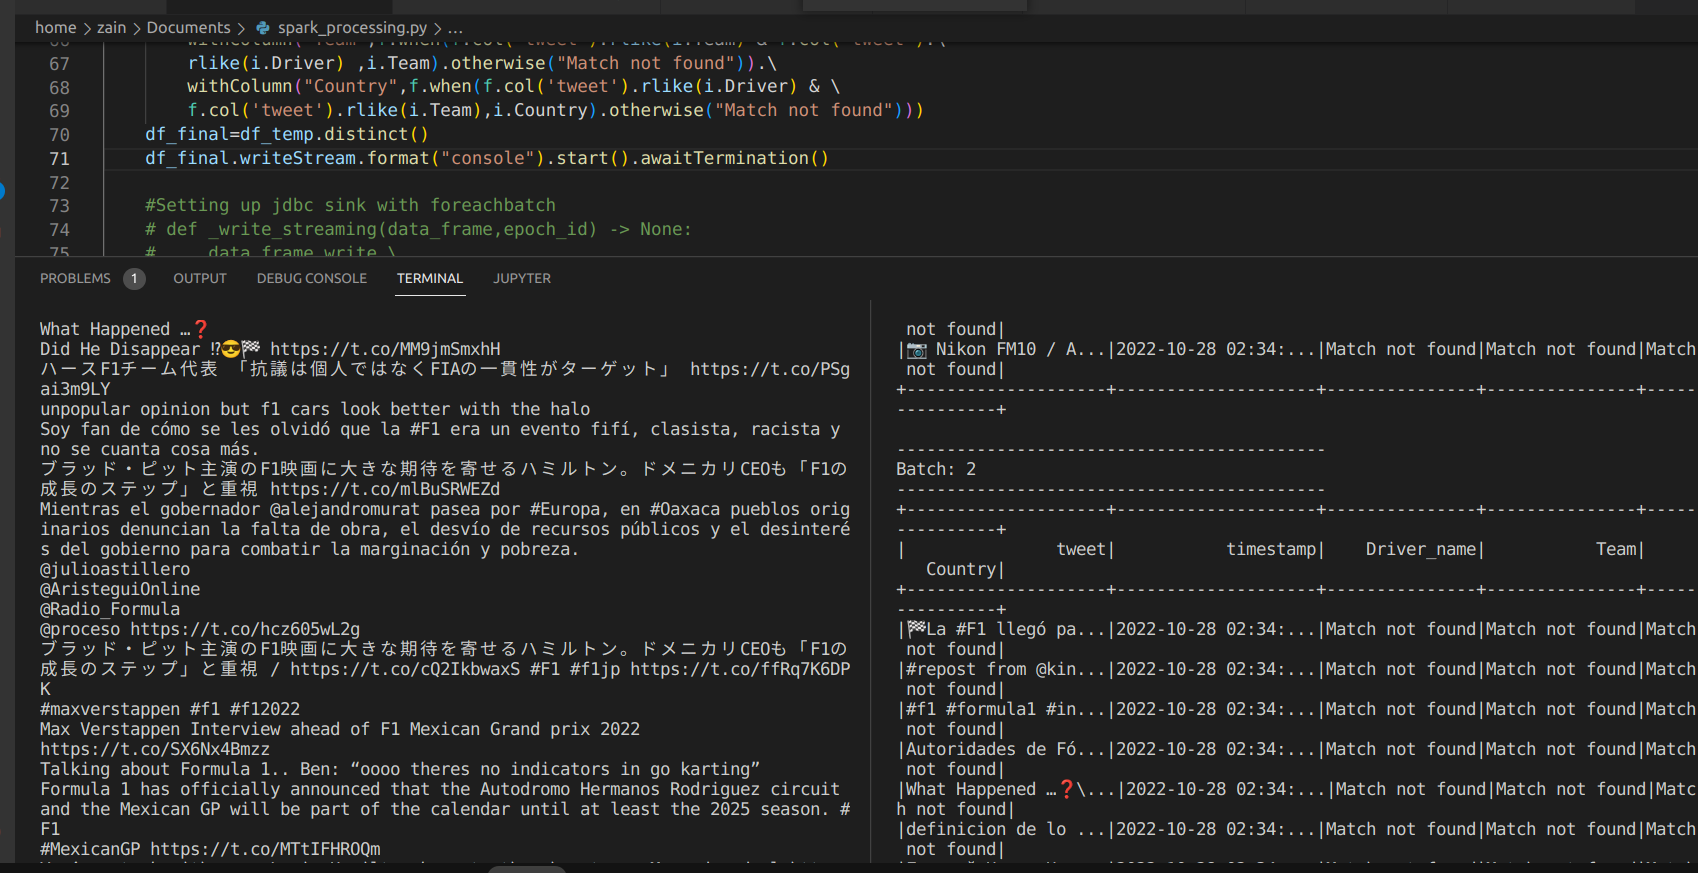 home > zain > Documents > spark_processing.py > ...
67 rlike(i.Driver) ,i.Team).otherwise("Match not found")).\
68 withColumn("Country",f.when(f.col('tweet').rlike(i.Driver) & \
69 f.col('tweet').rlike(i.Team),i.Country).otherwise("Match not found")))
70 df_final=df_temp.distinct()
71 df_final.writeStream.format("console").start().awaitTermination()
72
73 #Setting up jdbc sink with foreachbatch
74 # def _write_streaming(data_frame,epoch_id) -> None:
75 # data_frame.write \
PROBLEMS 1 OUTPUT DEBUG CONSOLE TERMINAL JUPYTER
What Happened …❓
Did He Disappear ⁉😎🏁 https://t.co/MM9jmSmxhH
ハースF1チーム代表 「抗議は個人ではなくFIAの一貫性がターゲット」 https://t.co/PSg
ai3m9LY
unpopular opinion but f1 cars look better with the halo
Soy fan de cómo se les olvidó que la #F1 era un evento fifí, clasista, racista y
no se cuanta cosa más.
ブラッド・ピット主演のF1映画に大きな期待を寄せるハミルトン。ドメニカリCEOも「F1の
成長のステップ」と重視 https://t.co/mlBuSRWEZd
Mientras el gobernador @alejandromurat pasea por #Europa, en #Oaxaca pueblos orig
inarios denuncian la falta de obra, el desvío de recursos públicos y el desinteré
s del gobierno para combatir la marginación y pobreza.
@julioastillero
@AristeguiOnline
@Radio_Formula
@proceso https://t.co/hcz605wL2g
ブラッド・ピット主演のF1映画に大きな期待を寄せるハミルトン。ドメニカリCEOも「F1の
成長のステップ」と重視 / https://t.co/cQ2IkbwaxS #F1 #f1jp https://t.co/ffRq7K6DP
K
#maxverstappen #f1 #f12022
Max Verstappen Interview ahead of F1 Mexican Grand prix 2022
https://t.co/SX6Nx4Bmzz
Talking about Formula 1.. Ben: “oooo theres no indicators in go karting”
Formula 1 has officially announced that the Autodromo Hermanos Rodriguez circuit
and the Mexican GP will be part of the calendar until at least the 2025 season. #
F1
#MexicanGP https://t.co/MTtIFHROQm
not found|
|📷 Nikon FM10 / A...|2022-10-28 02:34:...|Match not found|Match not found|Match
not found|
+--------------------+--------------------+---------------+---------------+-----
----------+
-------------------------------------------
Batch: 2
-------------------------------------------
+--------------------+--------------------+---------------+---------------+-----
----------+
| tweet| timestamp| Driver_name| Team|
Country|
+--------------------+--------------------+---------------+---------------+-----
----------+
|🏁La #F1 llegó pa...|2022-10-28 02:34:...|Match not found|Match not found|Match
not found|
|#repost from @kin...|2022-10-28 02:34:...|Match not found|Match not found|Match
not found|
|#f1 #formula1 #in...|2022-10-28 02:34:...|Match not found|Match not found|Match
not found|
|Autoridades de Fó...|2022-10-28 02:34:...|Match not found|Match not found|Match
not found|
|What Happened …❓\...|2022-10-28 02:34:...|Match not found|Match not found|Matc
h not found|
|definicion de lo ...|2022-10-28 02:34:...|Match not found|Match not found|Match
not found|